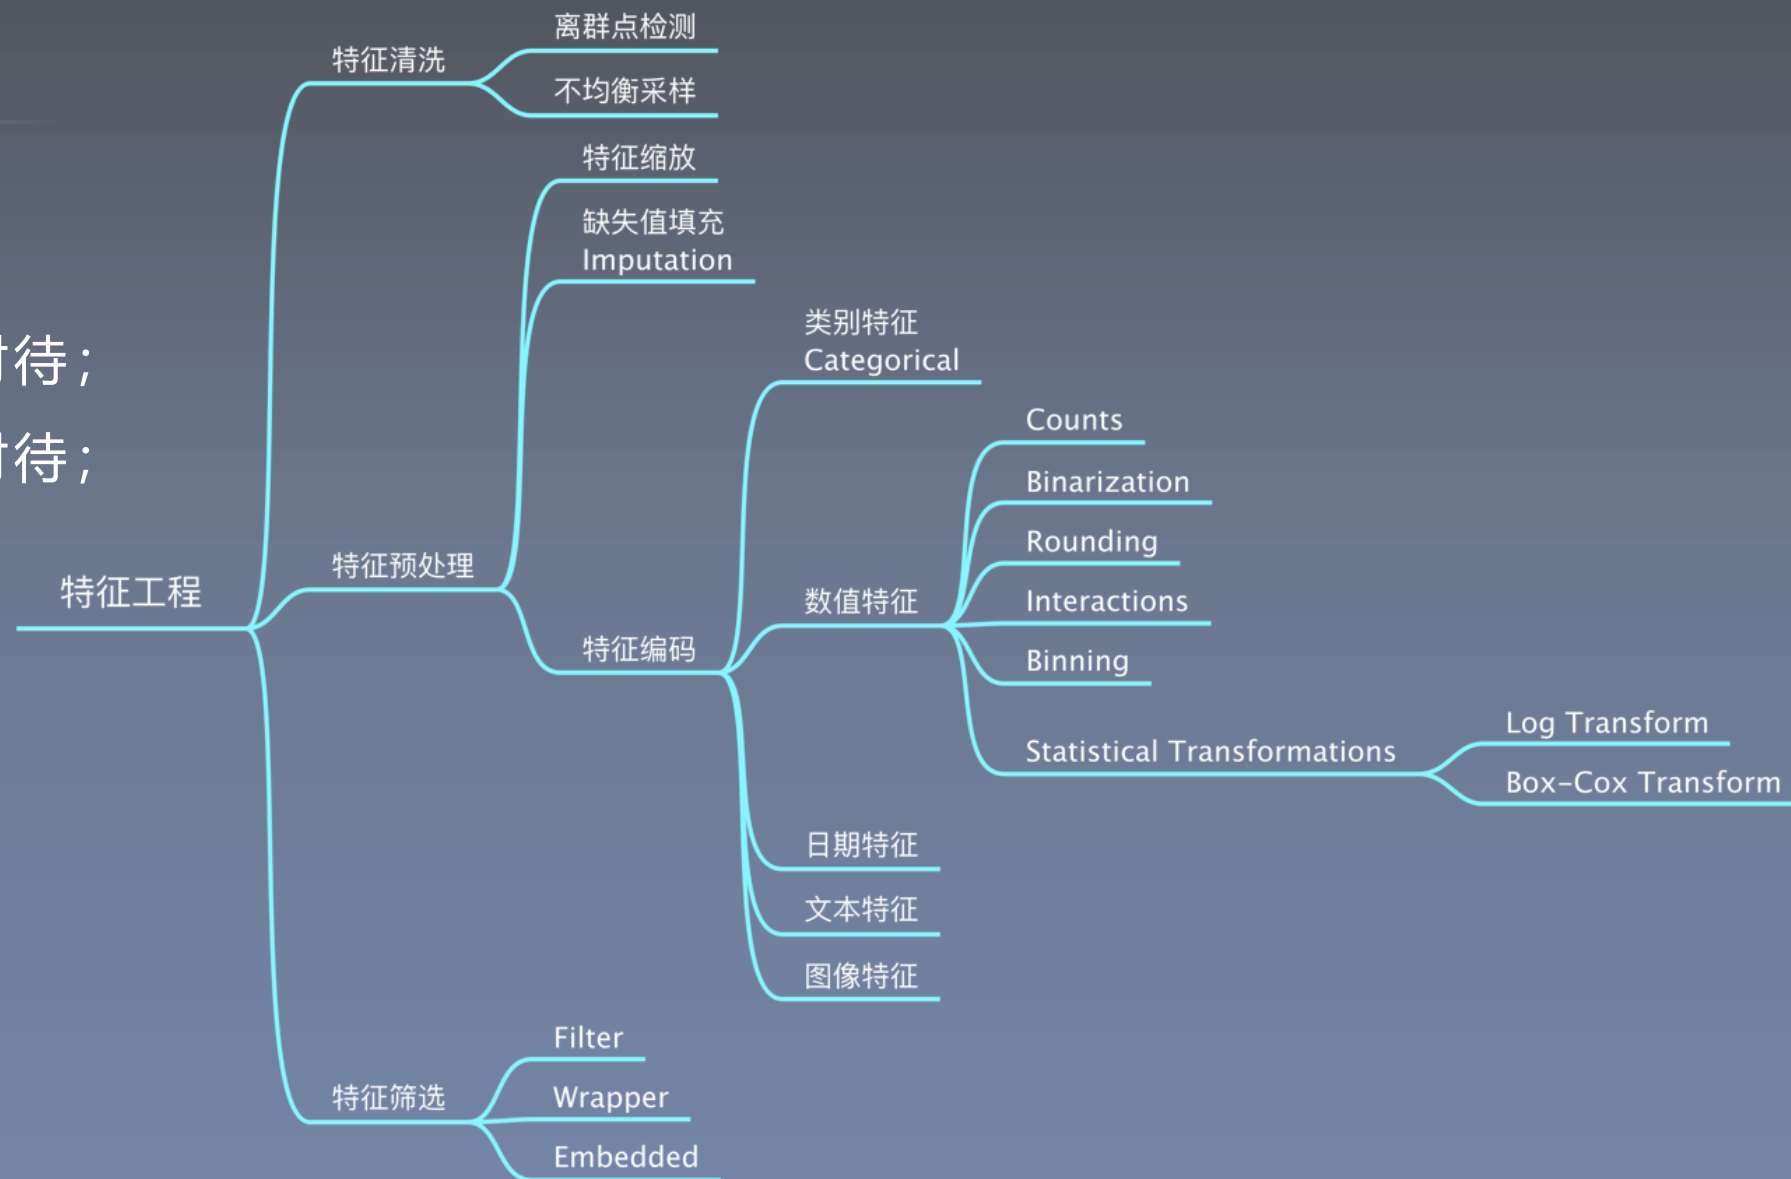 离群点检测
特征清洗
不均衡采样
特征缩放
缺失值填充
Imputation
类别特征
Categorical
待；
待；
Counts
Binarization
Rounding
特征预处理
特征工程
数值特征
Interactions
特征编码
Binning
Statistical Transformations
Log Transform
Box-Cox Transform
日期特征
文本特征
图像特征
Filter
特征筛选
Wrapper
Embedded